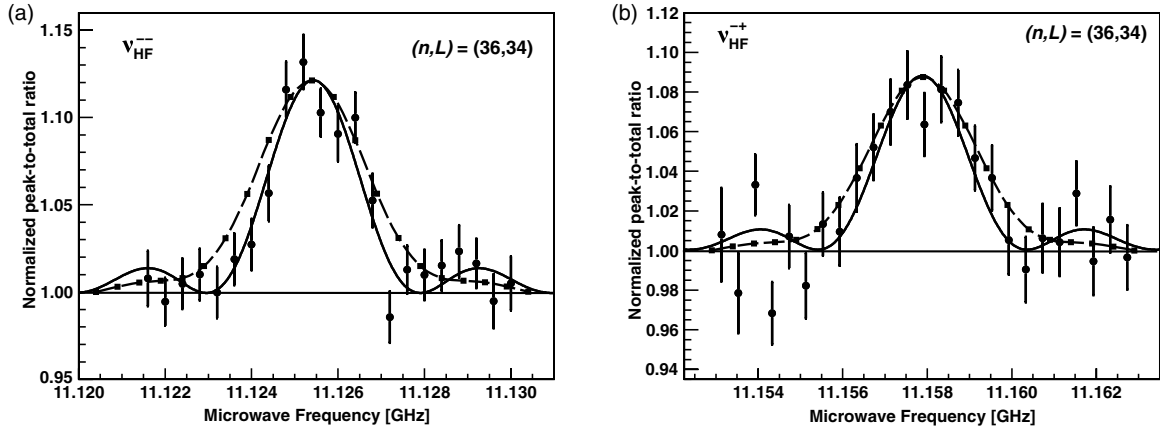 (a)
ν_HF^−−
(n,L) = (36,34)
Normalized peak-to-total ratio
1.15
1.10
1.05
1.00
0.95
11.120
11.122
11.124
11.126
11.128
11.130
Microwave Frequency [GHz]
(b)
ν_HF^−+
(n,L) = (36,34)
Normalized peak-to-total ratio
1.12
1.10
1.08
1.06
1.04
1.02
1.00
0.98
0.96
0.94
11.154
11.156
11.158
11.160
11.162
Microwave Frequency [GHz]